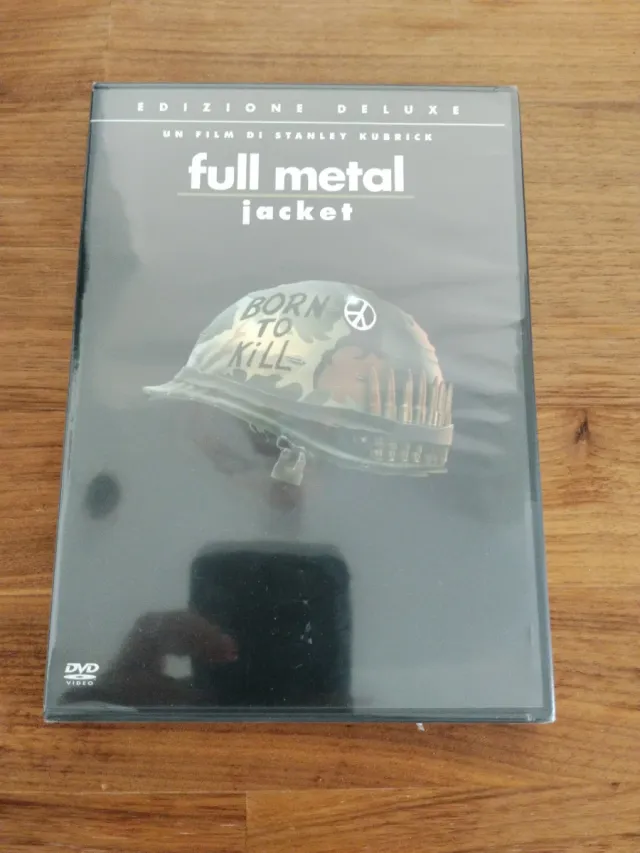 EDIZIONE DELUXE
UN FILM DI STANLEY KUBRICK
full metal
jacket
BORN
TO
KiLL
DVD
VIDEO